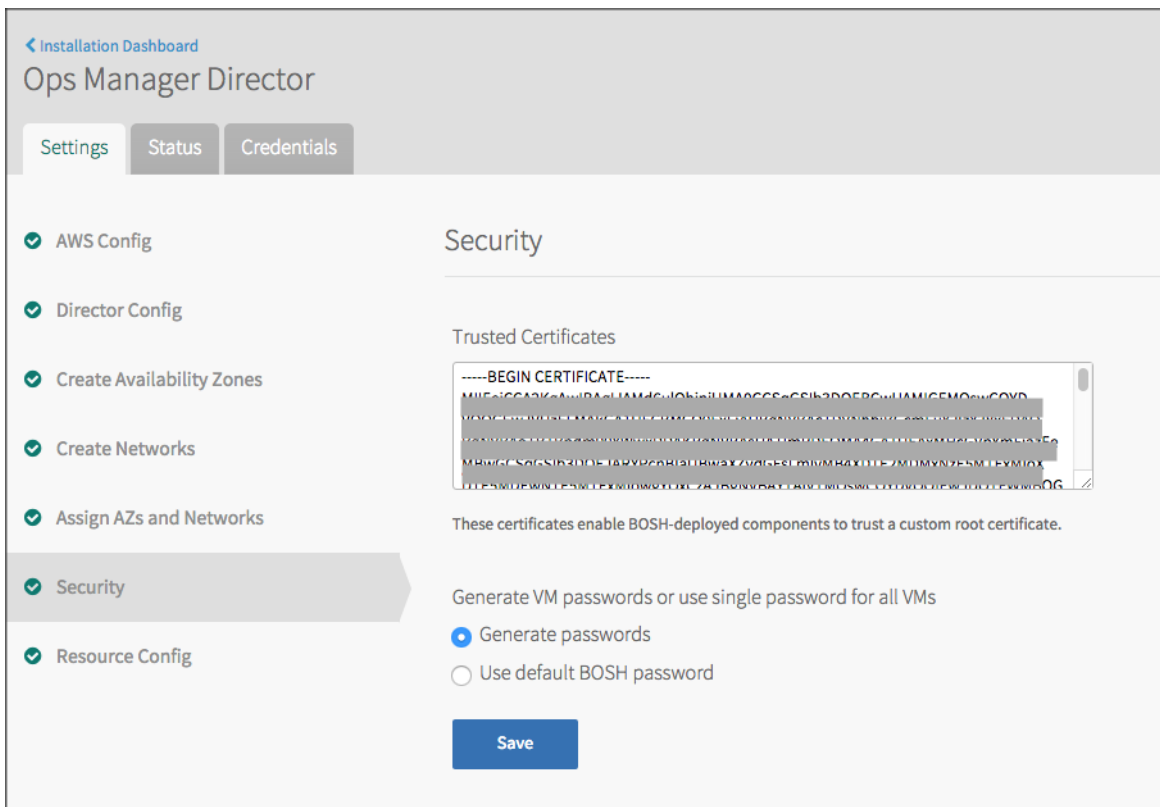 Installation Dashboard
Ops Manager Director
Settings
Status
Credentials
AWS Config
Director Config
Create Availability Zones
Create Networks
Assign AZs and Networks
Security
Resource Config
Security
Trusted Certificates
-----BEGIN CERTIFICATE-----
These certificates enable BOSH-deployed components to trust a custom root certificate.
Generate VM passwords or use single password for all VMs
Generate passwords
Use default BOSH password
Save